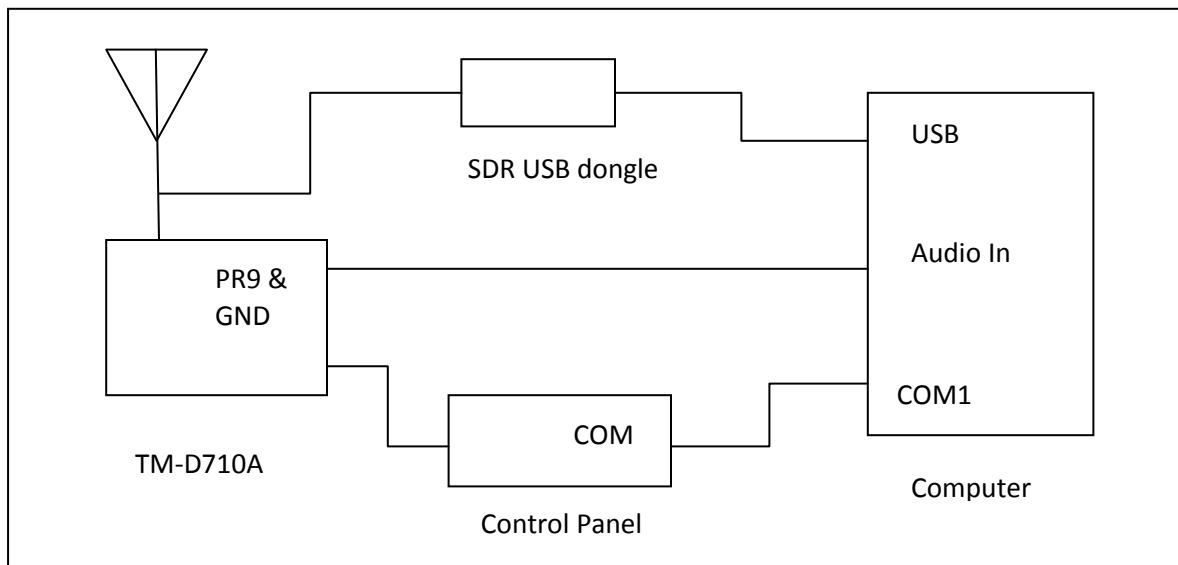 USB
SDR USB dongle
Audio In
PR9 &
GND
COM1
COM
TM-D710A
Computer
Control Panel